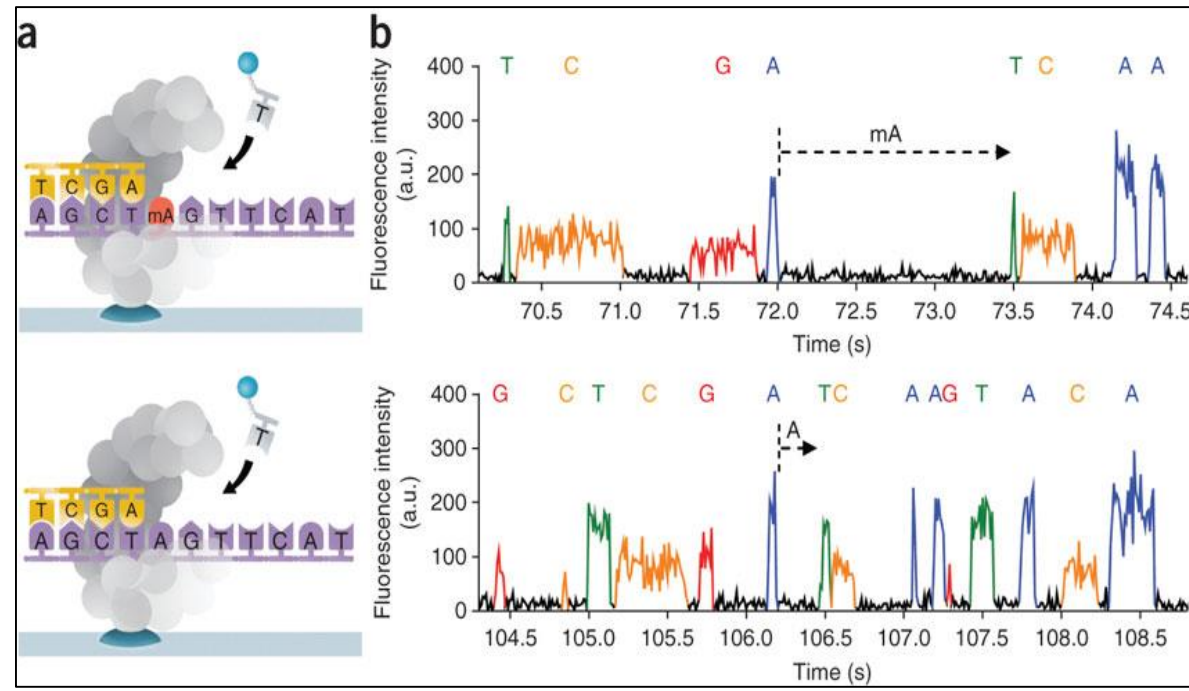 a
T
T C G A
A G C T mA G T T C A T
T
T C G A
A G C T A G T T C A T
b
Fluorescence intensity
(a.u.)
400
300
200
100
0
T C G A T C A A
mA
70.5 71.0 71.5 72.0 72.5 73.0 73.5 74.0 74.5
Time (s)
Fluorescence intensity
(a.u.)
400
300
200
100
0
G C T C G A T C A A G T A C A
A
104.5 105.0 105.5 106.0 106.5 107.0 107.5 108.0 108.5
Time (s)